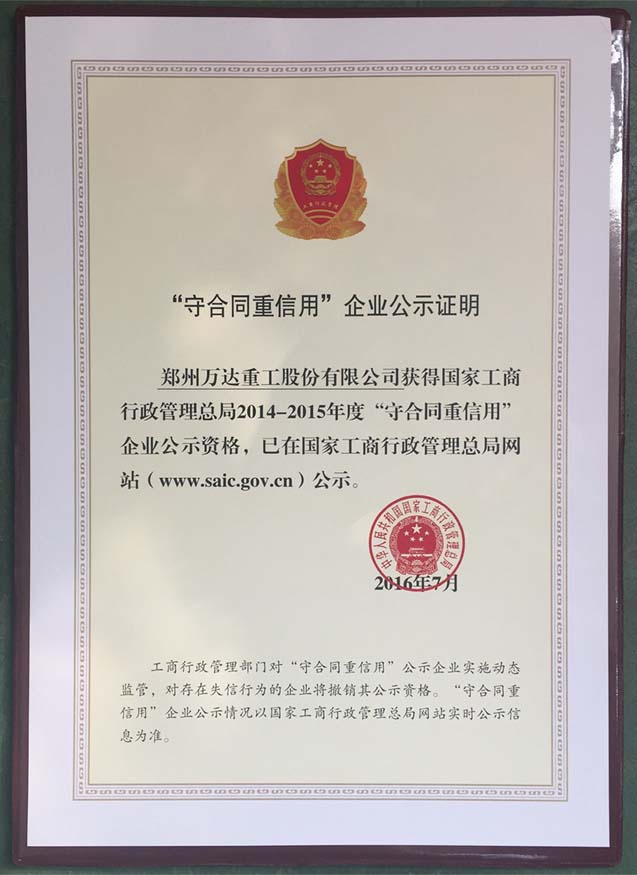 工商行政管理
“守合同重信用”企业公示证明
郑州万达重工股份有限公司获得国家工商
行政管理总局2014-2015年度“守合同重信用”
企业公示资格，已在国家工商行政管理总局网
站（www.saic.gov.cn）公示。
中华人民共和国国家工商行政管理总局
2016年7月
工商行政管理部门对“守合同重信用”公示企业实施动态
监管，对存在失信行为的企业将撤销其公示资格。“守合同重
信用”企业公示情况以国家工商行政管理总局网站实时公示信
息为准。